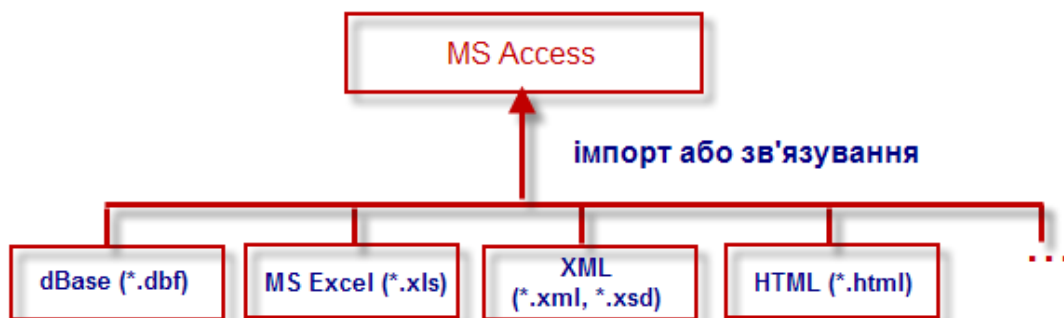 MS Access
імпорт або зв'язування
dBase (*.dbf)
MS Excel (*.xls)
XML
(*.xml, *.xsd)
HTML (*.html)
...